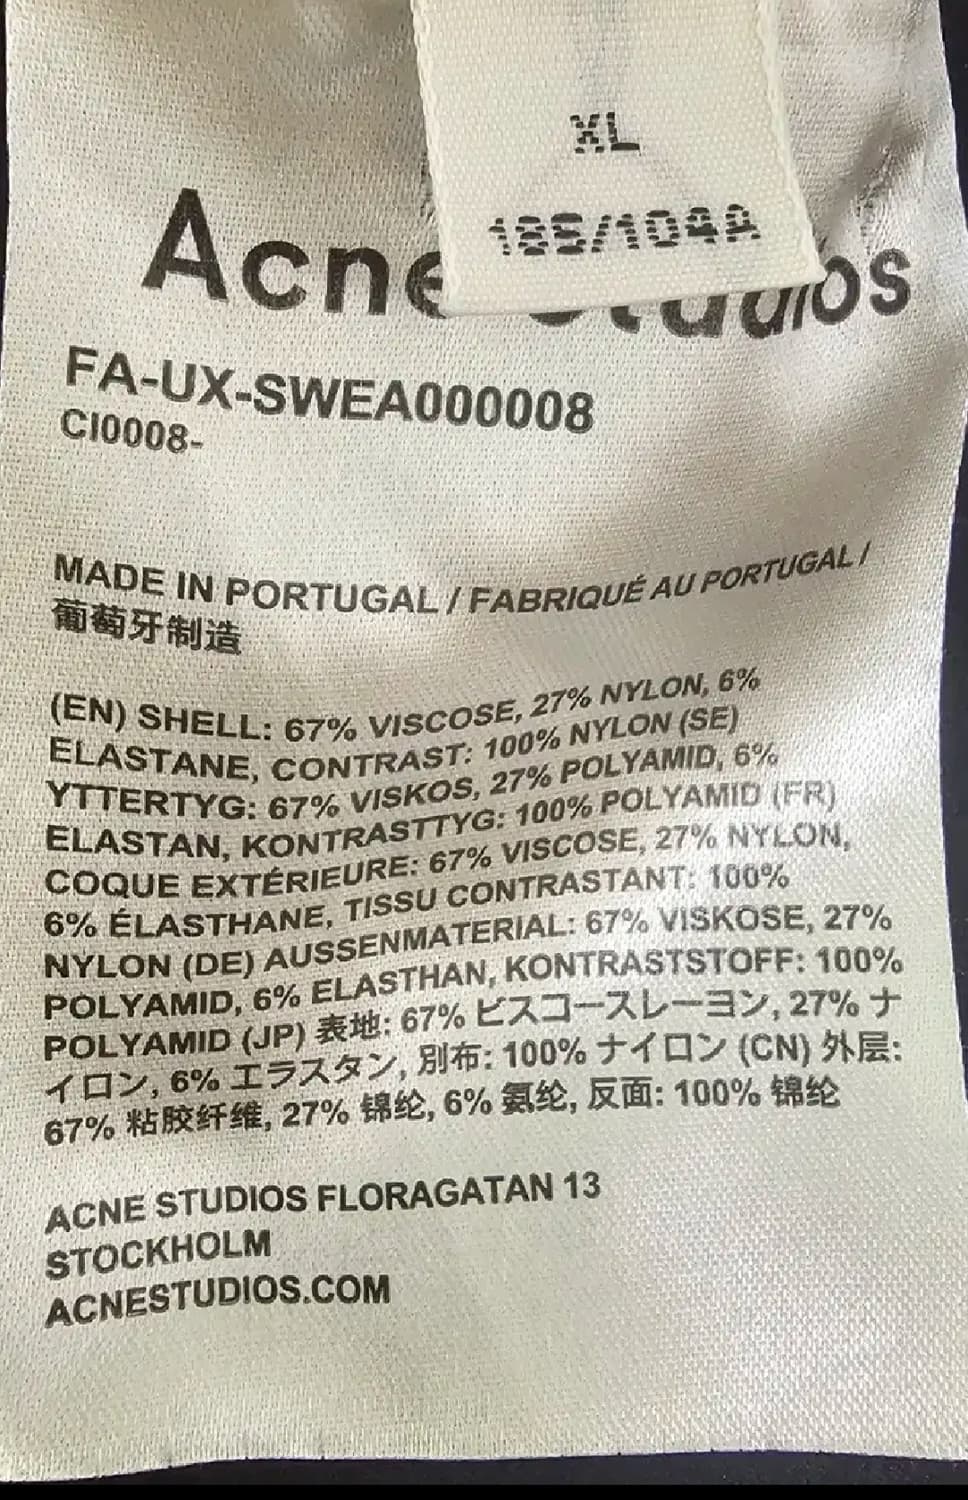 XL
185/104A
Acne Studios
FA-UX-SWEA000008
CI0008-
MADE IN PORTUGAL / FABRIQUÉ AU PORTUGAL /
葡萄牙制造
(EN) SHELL: 67% VISCOSE, 27% NYLON, 6%
ELASTANE, CONTRAST: 100% NYLON (SE)
YTTERTYG: 67% VISKOS, 27% POLYAMID, 6%
ELASTAN, KONTRASTTYG: 100% POLYAMID (FR)
COQUE EXTÉRIEURE: 67% VISCOSE, 27% NYLON,
6% ÉLASTHANE, TISSU CONTRASTANT: 100%
NYLON (DE) AUSSENMATERIAL: 67% VISKOSE, 27%
POLYAMID, 6% ELASTHAN, KONTRASTSTOFF: 100%
POLYAMID (JP) 表地: 67% ビスコースレーヨン, 27% ナ
イロン, 6% エラスタン, 別布: 100% ナイロン (CN) 外层:
67% 粘胶纤维, 27% 锦纶, 6% 氨纶, 反面: 100% 锦纶
ACNE STUDIOS FLORAGATAN 13
STOCKHOLM
ACNESTUDIOS.COM